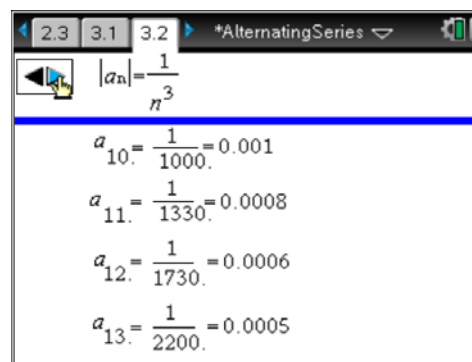 2.3 3.1 3.2 *AlternatingSeries
|an|=1/n^3
a10.=1/1000.=0.001
a11.=1/1330.=0.0008
a12.=1/1730.=0.0006
a13.=1/2200.=0.0005